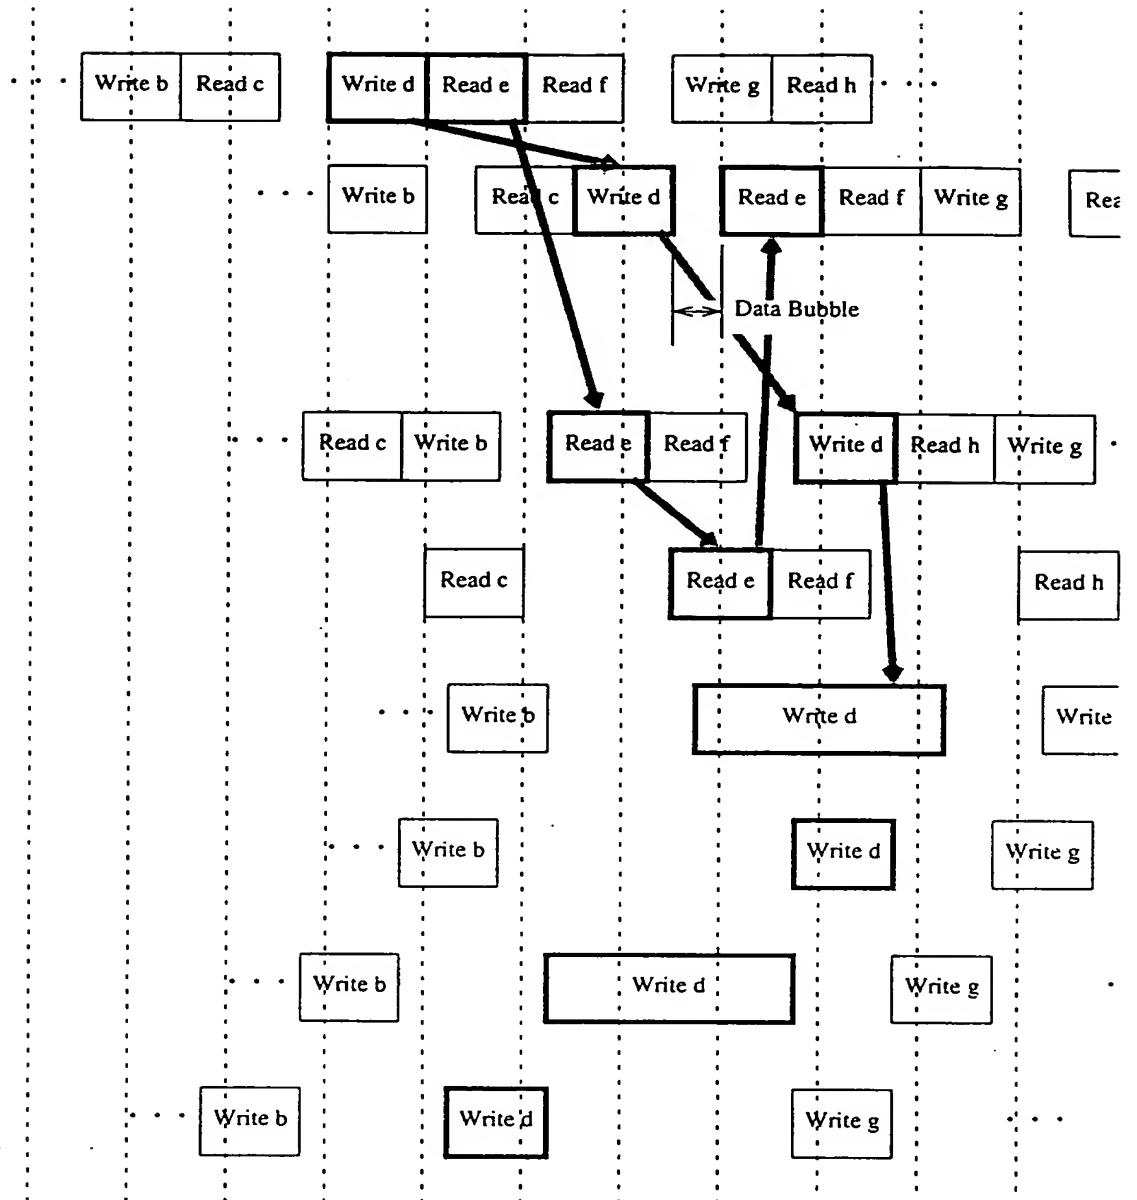 Write b Read c Write d Read e Read f Write g Read h
Write b Read c Write d Read e Read f Write g Rea
Data Bubble
Read c Write b Read e Read f Write d Read h Write g
Read c Read e Read f Read h
Write b Write d Write
Write b Write d Write g
Write b Write d Write g
Write b Write d Write g